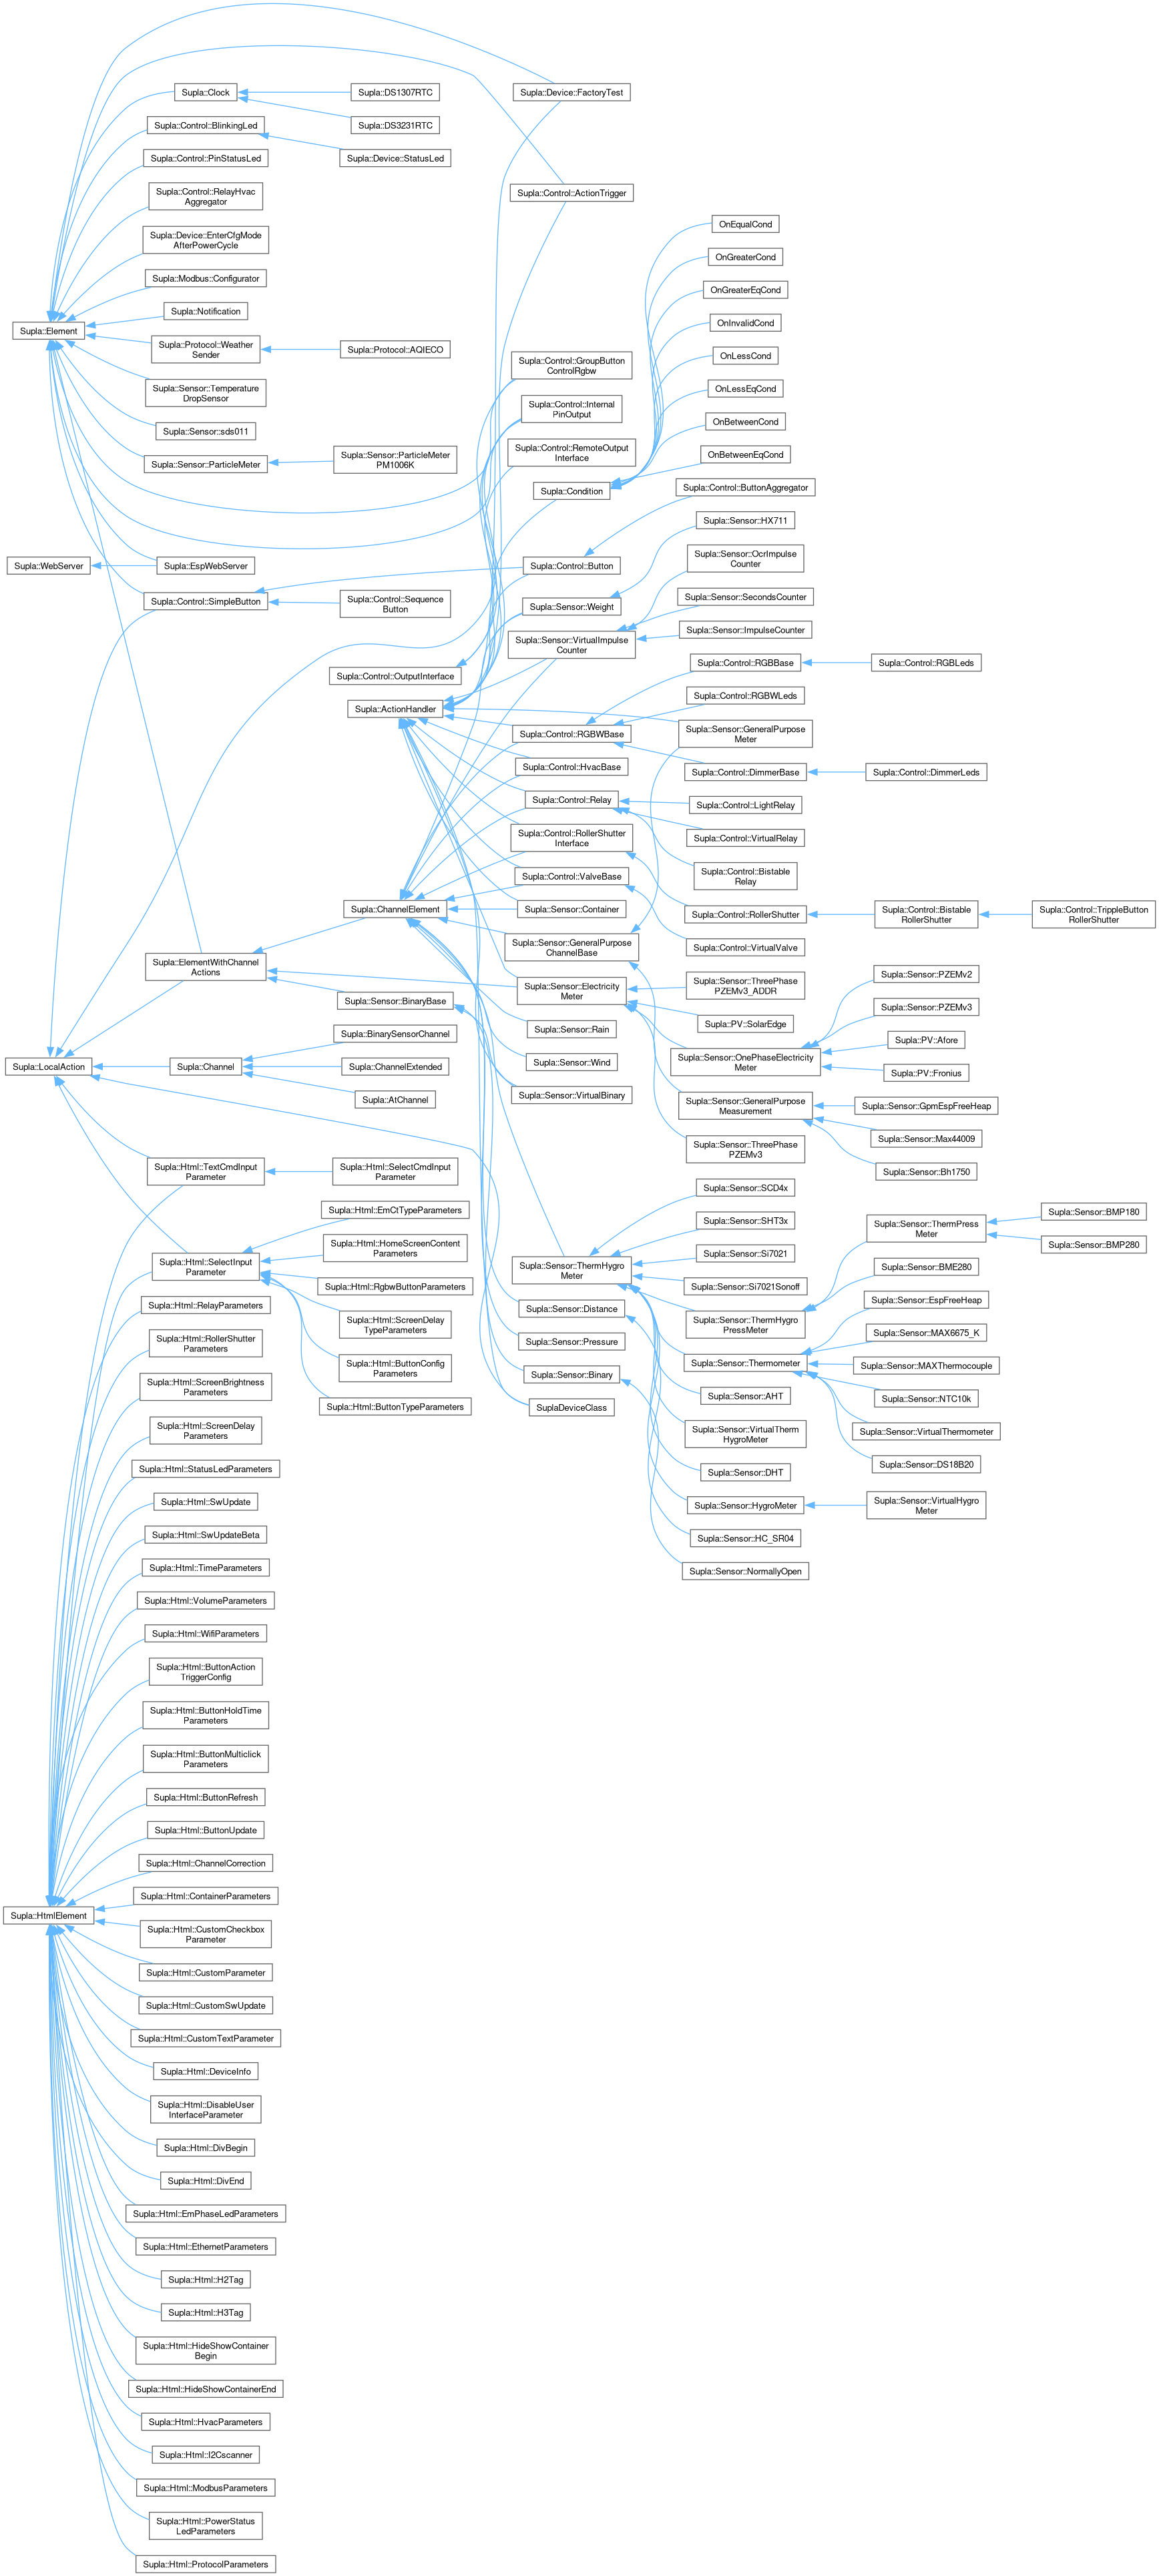 Supla::Clock
Supla::DS1307RTC
Supla::Device::FactoryTest
Supla::Control::BlinkingLed
Supla::DS3231RTC
Supla::Control::PinStatusLed
Supla::Device::StatusLed
Supla::Control::RelayHvac
Aggregator
Supla::Control::ActionTrigger
Supla::Device::EnterCfgMode
AfterPowerCycle
OnEqualCond
OnGreaterCond
Supla::Modbus::Configurator
OnGreaterEqCond
Supla::Notification
OnInvalidCond
Supla::Element
Supla::Protocol::Weather
Sender
Supla::Protocol::AQIECO
OnLessCond
Supla::Control::GroupButton
ControlRgbw
Supla::Sensor::Temperature
DropSensor
OnLessEqCond
Supla::Control::Internal
PinOutput
OnBetweenCond
Supla::Sensor::sds011
Supla::Control::RemoteOutput
Interface
OnBetweenEqCond
Supla::Sensor::ParticleMeter
Supla::Sensor::ParticleMeter
PM1006K
Supla::Condition
Supla::Control::ButtonAggregator
Supla::Sensor::HX711
Supla::Sensor::OcrImpulse
Counter
Supla::WebServer
Supla::EspWebServer
Supla::Control::Button
Supla::Control::SimpleButton
Supla::Control::Sequence
Button
Supla::Sensor::Weight
Supla::Sensor::SecondsCounter
Supla::Sensor::ImpulseCounter
Supla::Sensor::VirtualImpulse
Counter
Supla::Control::RGBBase
Supla::Control::RGBLeds
Supla::Control::OutputInterface
Supla::Control::RGBWLeds
Supla::ActionHandler
Supla::Control::RGBWBase
Supla::Sensor::GeneralPurpose
Meter
Supla::Control::HvacBase
Supla::Control::DimmerBase
Supla::Control::DimmerLeds
Supla::Control::Relay
Supla::Control::LightRelay
Supla::Control::RollerShutter
Interface
Supla::Control::VirtualRelay
Supla::Control::ValveBase
Supla::Control::Bistable
Relay
Supla::ChannelElement
Supla::Sensor::Container
Supla::Control::RollerShutter
Supla::Control::Bistable
RollerShutter
Supla::Control::TrippleButton
RollerShutter
Supla::Sensor::GeneralPurpose
ChannelBase
Supla::Control::VirtualValve
Supla::ElementWithChannel
Actions
Supla::Sensor::BinaryBase
Supla::Sensor::Electricity
Meter
Supla::Sensor::ThreePhase
PZEMv3_ADDR
Supla::Sensor::PZEMv2
Supla::Sensor::PZEMv3
Supla::PV::SolarEdge
Supla::Sensor::Rain
Supla::BinarySensorChannel
Supla::PV::Afore
Supla::LocalAction
Supla::Channel
Supla::ChannelExtended
Supla::Sensor::Wind
Supla::Sensor::OnePhaseElectricity
Meter
Supla::PV::Fronius
Supla::AtChannel
Supla::Sensor::VirtualBinary
Supla::Sensor::GeneralPurpose
Measurement
Supla::Sensor::GpmEspFreeHeap
Supla::Sensor::Max44009
Supla::Sensor::ThreePhase
PZEMv3
Supla::Sensor::Bh1750
Supla::Html::TextCmdInput
Parameter
Supla::Html::SelectCmdInput
Parameter
Supla::Sensor::SCD4x
Supla::Html::EmCtTypeParameters
Supla::Sensor::SHT3x
Supla::Sensor::ThermPress
Meter
Supla::Sensor::BMP180
Supla::Html::HomeScreenContent
Parameters
Supla::Sensor::Si7021
Supla::Sensor::BMP280
Supla::Html::SelectInput
Parameter
Supla::Sensor::ThermHygro
Meter
Supla::Sensor::BME280
Supla::Html::RgbwButtonParameters
Supla::Sensor::Si7021Sonoff
Supla::Html::RelayParameters
Supla::Sensor::Distance
Supla::Sensor::EspFreeHeap
Supla::Html::ScreenDelay
TypeParameters
Supla::Sensor::ThermHygro
PressMeter
Supla::Html::RollerShutter
Parameters
Supla::Sensor::Pressure
Supla::Sensor::MAX6675_K
Supla::Html::ButtonConfig
Parameters
Supla::Sensor::Thermometer
Supla::Sensor::MAXThermocouple
Supla::Html::ScreenBrightness
Parameters
Supla::Sensor::Binary
Supla::Sensor::AHT
Supla::Sensor::NTC10k
Supla::Html::ButtonTypeParameters
SuplaDeviceClass
Supla::Html::ScreenDelay
Parameters
Supla::Sensor::VirtualTherm
HygroMeter
Supla::Sensor::VirtualThermometer
Supla::Html::StatusLedParameters
Supla::Sensor::DHT
Supla::Sensor::DS18B20
Supla::Html::SwUpdate
Supla::Sensor::HygroMeter
Supla::Sensor::VirtualHygro
Meter
Supla::Html::SwUpdateBeta
Supla::Sensor::HC_SR04
Supla::Html::TimeParameters
Supla::Sensor::NormallyOpen
Supla::Html::VolumeParameters
Supla::Html::WifiParameters
Supla::Html::ButtonAction
TriggerConfig
Supla::Html::ButtonHoldTime
Parameters
Supla::Html::ButtonMulticlick
Parameters
Supla::Html::ButtonRefresh
Supla::Html::ButtonUpdate
Supla::Html::ChannelCorrection
Supla::Html::ContainerParameters
Supla::HtmlElement
Supla::Html::CustomCheckbox
Parameter
Supla::Html::CustomParameter
Supla::Html::CustomSwUpdate
Supla::Html::CustomTextParameter
Supla::Html::DeviceInfo
Supla::Html::DisableUser
InterfaceParameter
Supla::Html::DivBegin
Supla::Html::DivEnd
Supla::Html::EmPhaseLedParameters
Supla::Html::EthernetParameters
Supla::Html::H2Tag
Supla::Html::H3Tag
Supla::Html::HideShowContainer
Begin
Supla::Html::HideShowContainerEnd
Supla::Html::HvacParameters
Supla::Html::I2Cscanner
Supla::Html::ModbusParameters
Supla::Html::PowerStatus
LedParameters
Supla::Html::ProtocolParameters